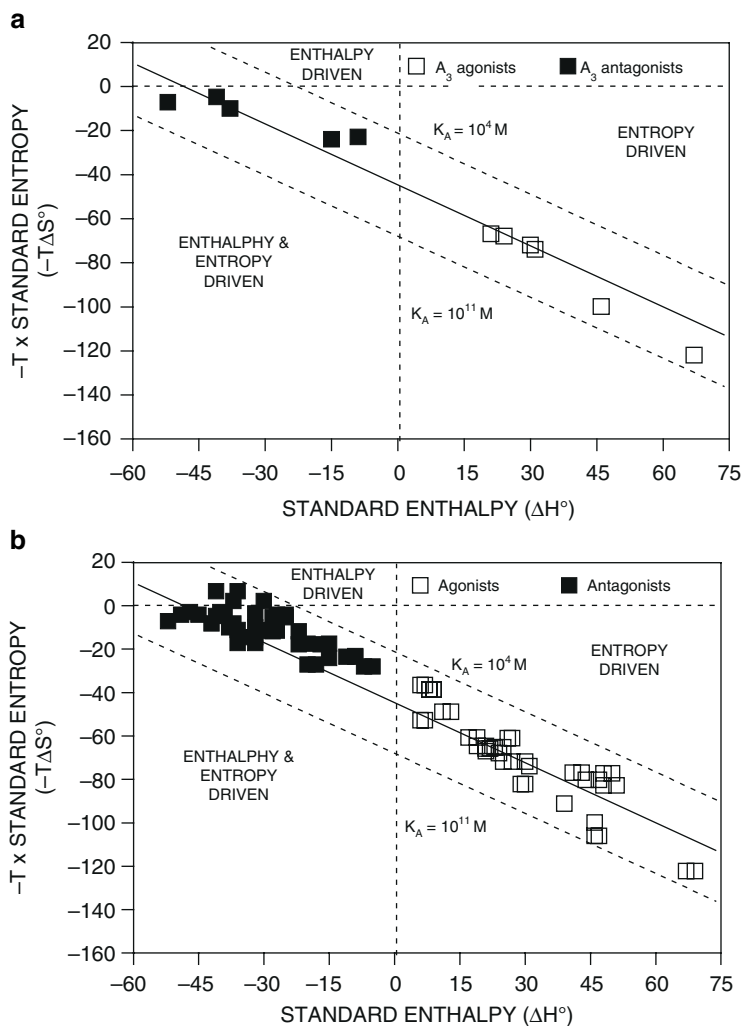 a
20
0
−20
−40
−60
−80
−100
−120
−140
−160
−60
−45
−30
−15
0
15
30
45
60
75
−T x STANDARD ENTROPY
(−TΔS°)
STANDARD ENTHALPY (ΔH°)
ENTHALPY
DRIVEN
A₃ agonists
A₃ antagonists
K_A = 10⁴ M
ENTROPY
DRIVEN
ENTHALPHY &
ENTROPY
DRIVEN
K_A = 10¹¹ M
b
20
0
−20
−40
−60
−80
−100
−120
−140
−160
−60
−45
−30
−15
0
15
30
45
60
75
−T x STANDARD ENTROPY
(−TΔS°)
STANDARD ENTHALPY (ΔH°)
ENTHALPY
DRIVEN
Agonists
Antagonists
K_A = 10⁴ M
ENTROPY
DRIVEN
ENTHALPHY &
ENTROPY
DRIVEN
K_A = 10¹¹ M